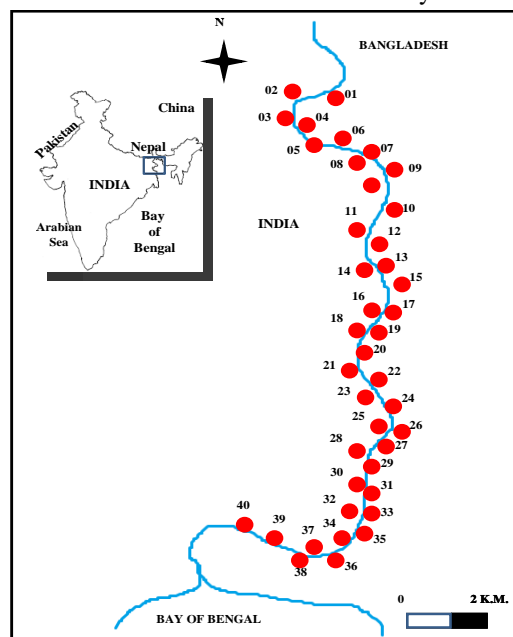 N
BANGLADESH
02
01
China
03
04
06
Pakistan
Nepal
05
07
08
09
INDIA
10
11
INDIA
Bay
of
Bengal
Arabian
Sea
12
13
14
15
16
17
18
19
20
21
22
23
24
25
26
27
28
29
30
31
32
33
40
39
37
34
35
38
36
0
2 K.M.
BAY OF BENGAL